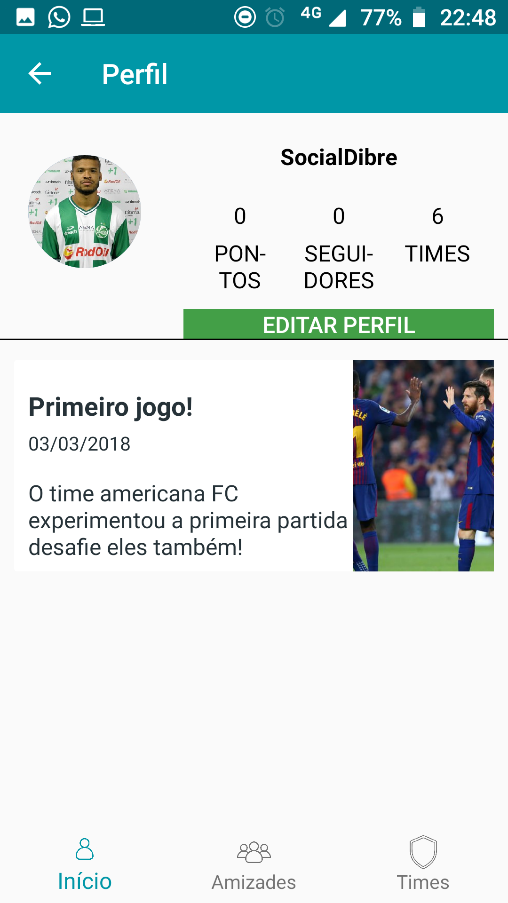 4G 77% 22:48
Perfil
SocialDibre
0 0 6
PON-
TOS
SEGUI-
DORES
TIMES
EDITAR PERFIL
Primeiro jogo!
03/03/2018
O time americana FC
experimentou a primeira partida
desafie eles também!
Início Amizades Times